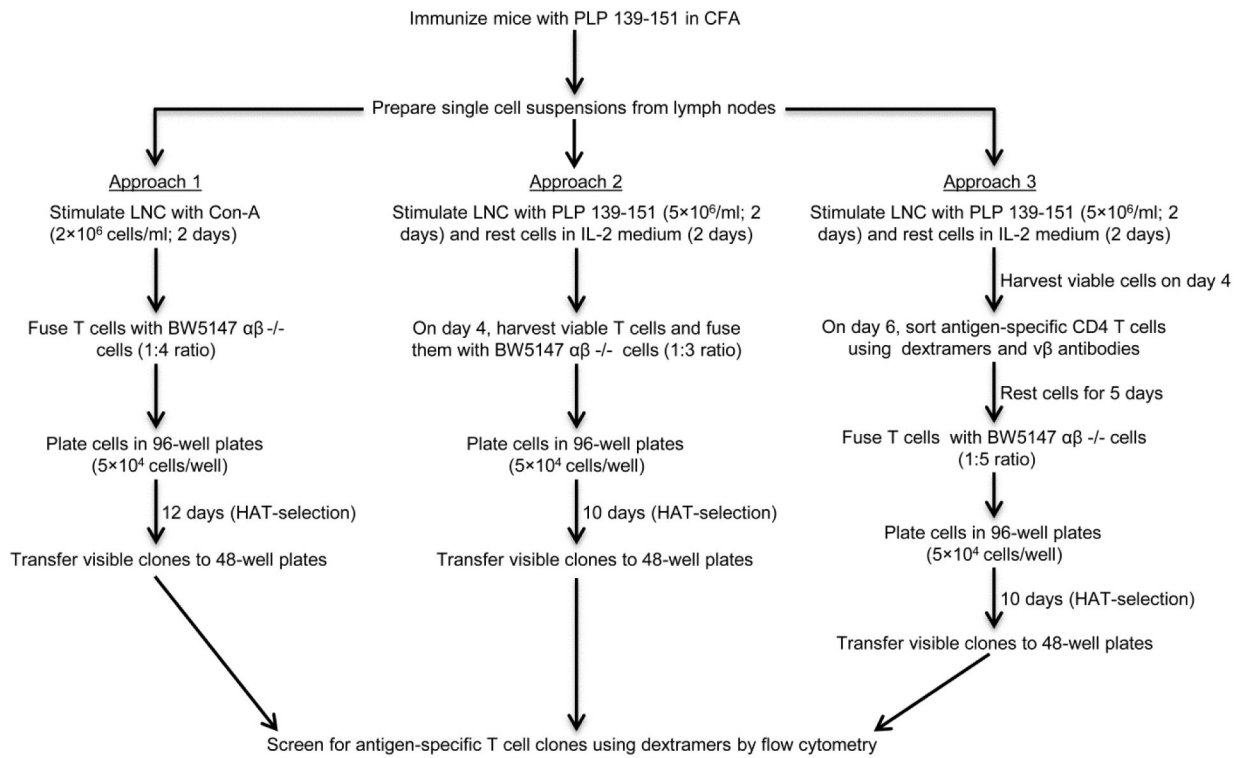 Immunize mice with PLP 139-151 in CFA
Prepare single cell suspensions from lymph nodes
Approach 1
Stimulate LNC with Con-A
(2×10⁶ cells/ml; 2 days)
Fuse T cells with BW5147 αβ -/-
cells (1:4 ratio)
Plate cells in 96-well plates
(5×10⁴ cells/well)
12 days (HAT-selection)
Transfer visible clones to 48-well plates
Approach 2
Stimulate LNC with PLP 139-151 (5×10⁶/ml; 2
days) and rest cells in IL-2 medium (2 days)
On day 4, harvest viable T cells and fuse
them with BW5147 αβ -/- cells (1:3 ratio)
Plate cells in 96-well plates
(5×10⁴ cells/well)
10 days (HAT-selection)
Transfer visible clones to 48-well plates
Approach 3
Stimulate LNC with PLP 139-151 (5×10⁶/ml; 2
days) and rest cells in IL-2 medium (2 days)
Harvest viable cells on day 4
On day 6, sort antigen-specific CD4 T cells
using dextramers and vβ antibodies
Rest cells for 5 days
Fuse T cells with BW5147 αβ -/- cells
(1:5 ratio)
Plate cells in 96-well plates
(5×10⁴ cells/well)
10 days (HAT-selection)
Transfer visible clones to 48-well plates
Screen for antigen-specific T cell clones using dextramers by flow cytometry